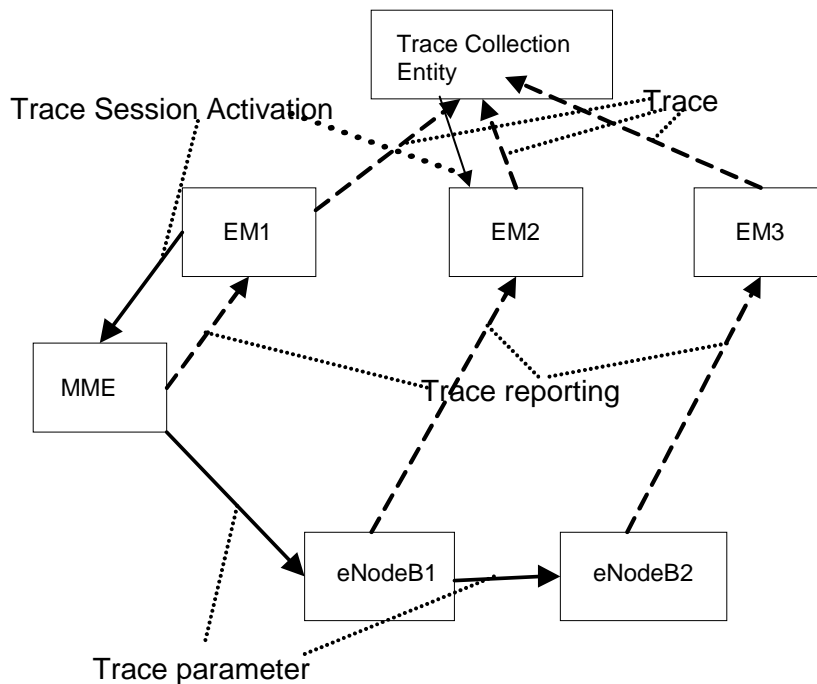 Trace Collection
Entity
Trace Session Activation
Trace
EM1
EM2
EM3
MME
Trace reporting
eNodeB1
eNodeB2
Trace parameter